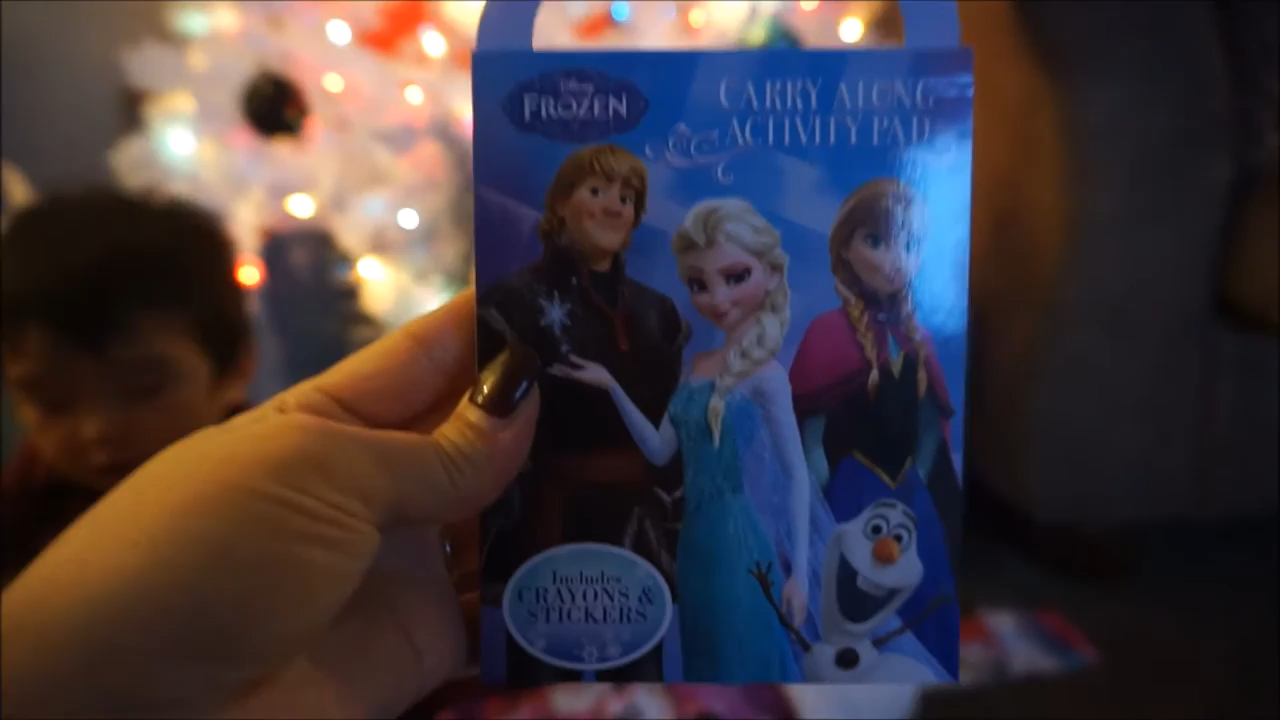 Disney
FROZEN
CARRY ALONG
ACTIVITY PAD
Includes
CRAYONS &
STICKERS